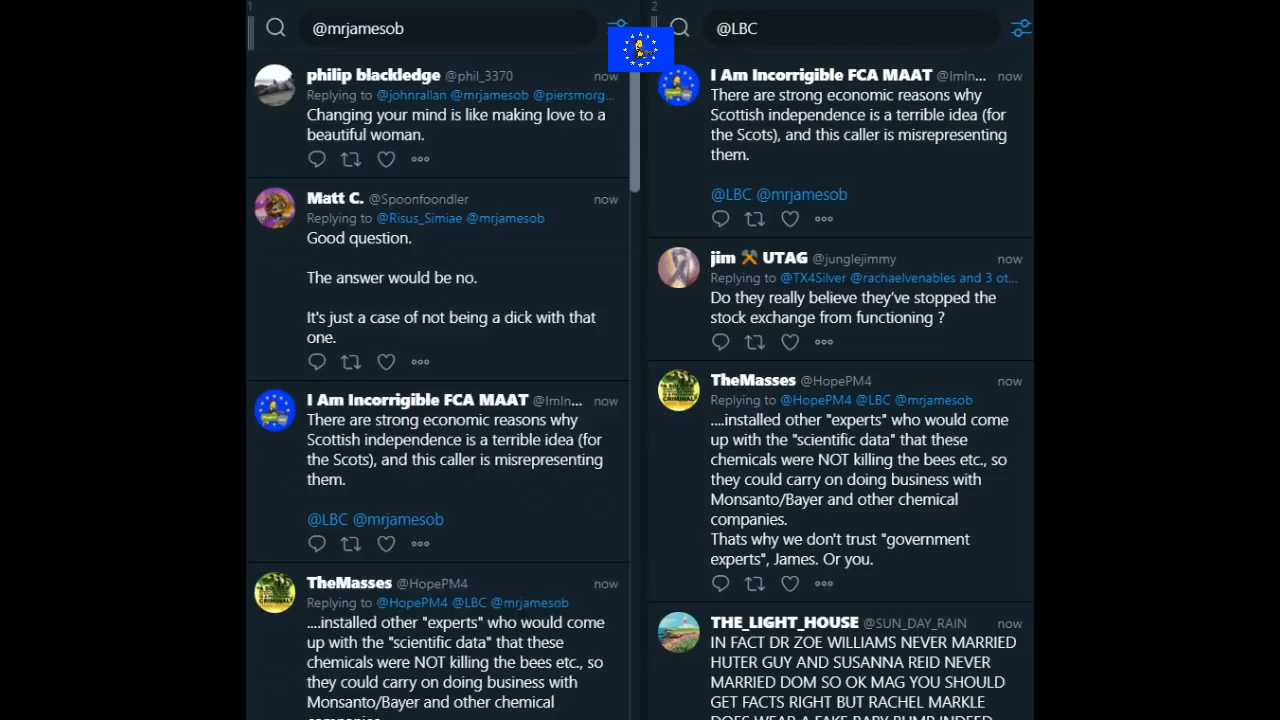 1
@mrjamesob
philip blackledge @phil_3370 now
Replying to @johnrallan @mrjamesob @piersmorg...
Changing your mind is like making love to a
beautiful woman.
Matt C. @Spoonfoondler now
Replying to @Risus_Simiae @mrjamesob
Good question.
The answer would be no.
It's just a case of not being a dick with that
one.
I Am Incorrigible FCA MAAT @ImIn... now
There are strong economic reasons why
Scottish independence is a terrible idea (for
the Scots), and this caller is misrepresenting
them.
@LBC @mrjamesob
TheMasses @HopePM4 now
Replying to @HopePM4 @LBC @mrjamesob
....installed other "experts" who would come
up with the "scientific data" that these
chemicals were NOT killing the bees etc., so
they could carry on doing business with
Monsanto/Bayer and other chemical
companies.
2
@LBC
I Am Incorrigible FCA MAAT @ImIn... now
There are strong economic reasons why
Scottish independence is a terrible idea (for
the Scots), and this caller is misrepresenting
them.
@LBC @mrjamesob
jim ⚒ UTAG @junglejimmy now
Replying to @TX4Silver @rachaelvenables and 3 ot...
Do they really believe they've stopped the
stock exchange from functioning ?
TheMasses @HopePM4 now
Replying to @HopePM4 @LBC @mrjamesob
....installed other "experts" who would come
up with the "scientific data" that these
chemicals were NOT killing the bees etc., so
they could carry on doing business with
Monsanto/Bayer and other chemical
companies.
Thats why we don't trust "government
experts", James. Or you.
THE_LIGHT_HOUSE @SUN_DAY_RAIN now
IN FACT DR ZOE WILLIAMS NEVER MARRIED
HUTER GUY AND SUSANNA REID NEVER
MARRIED DOM SO OK MAG YOU SHOULD
GET FACTS RIGHT BUT RACHEL MARKLE
DOES WEAR A FAKE BABY BUMP INDEED